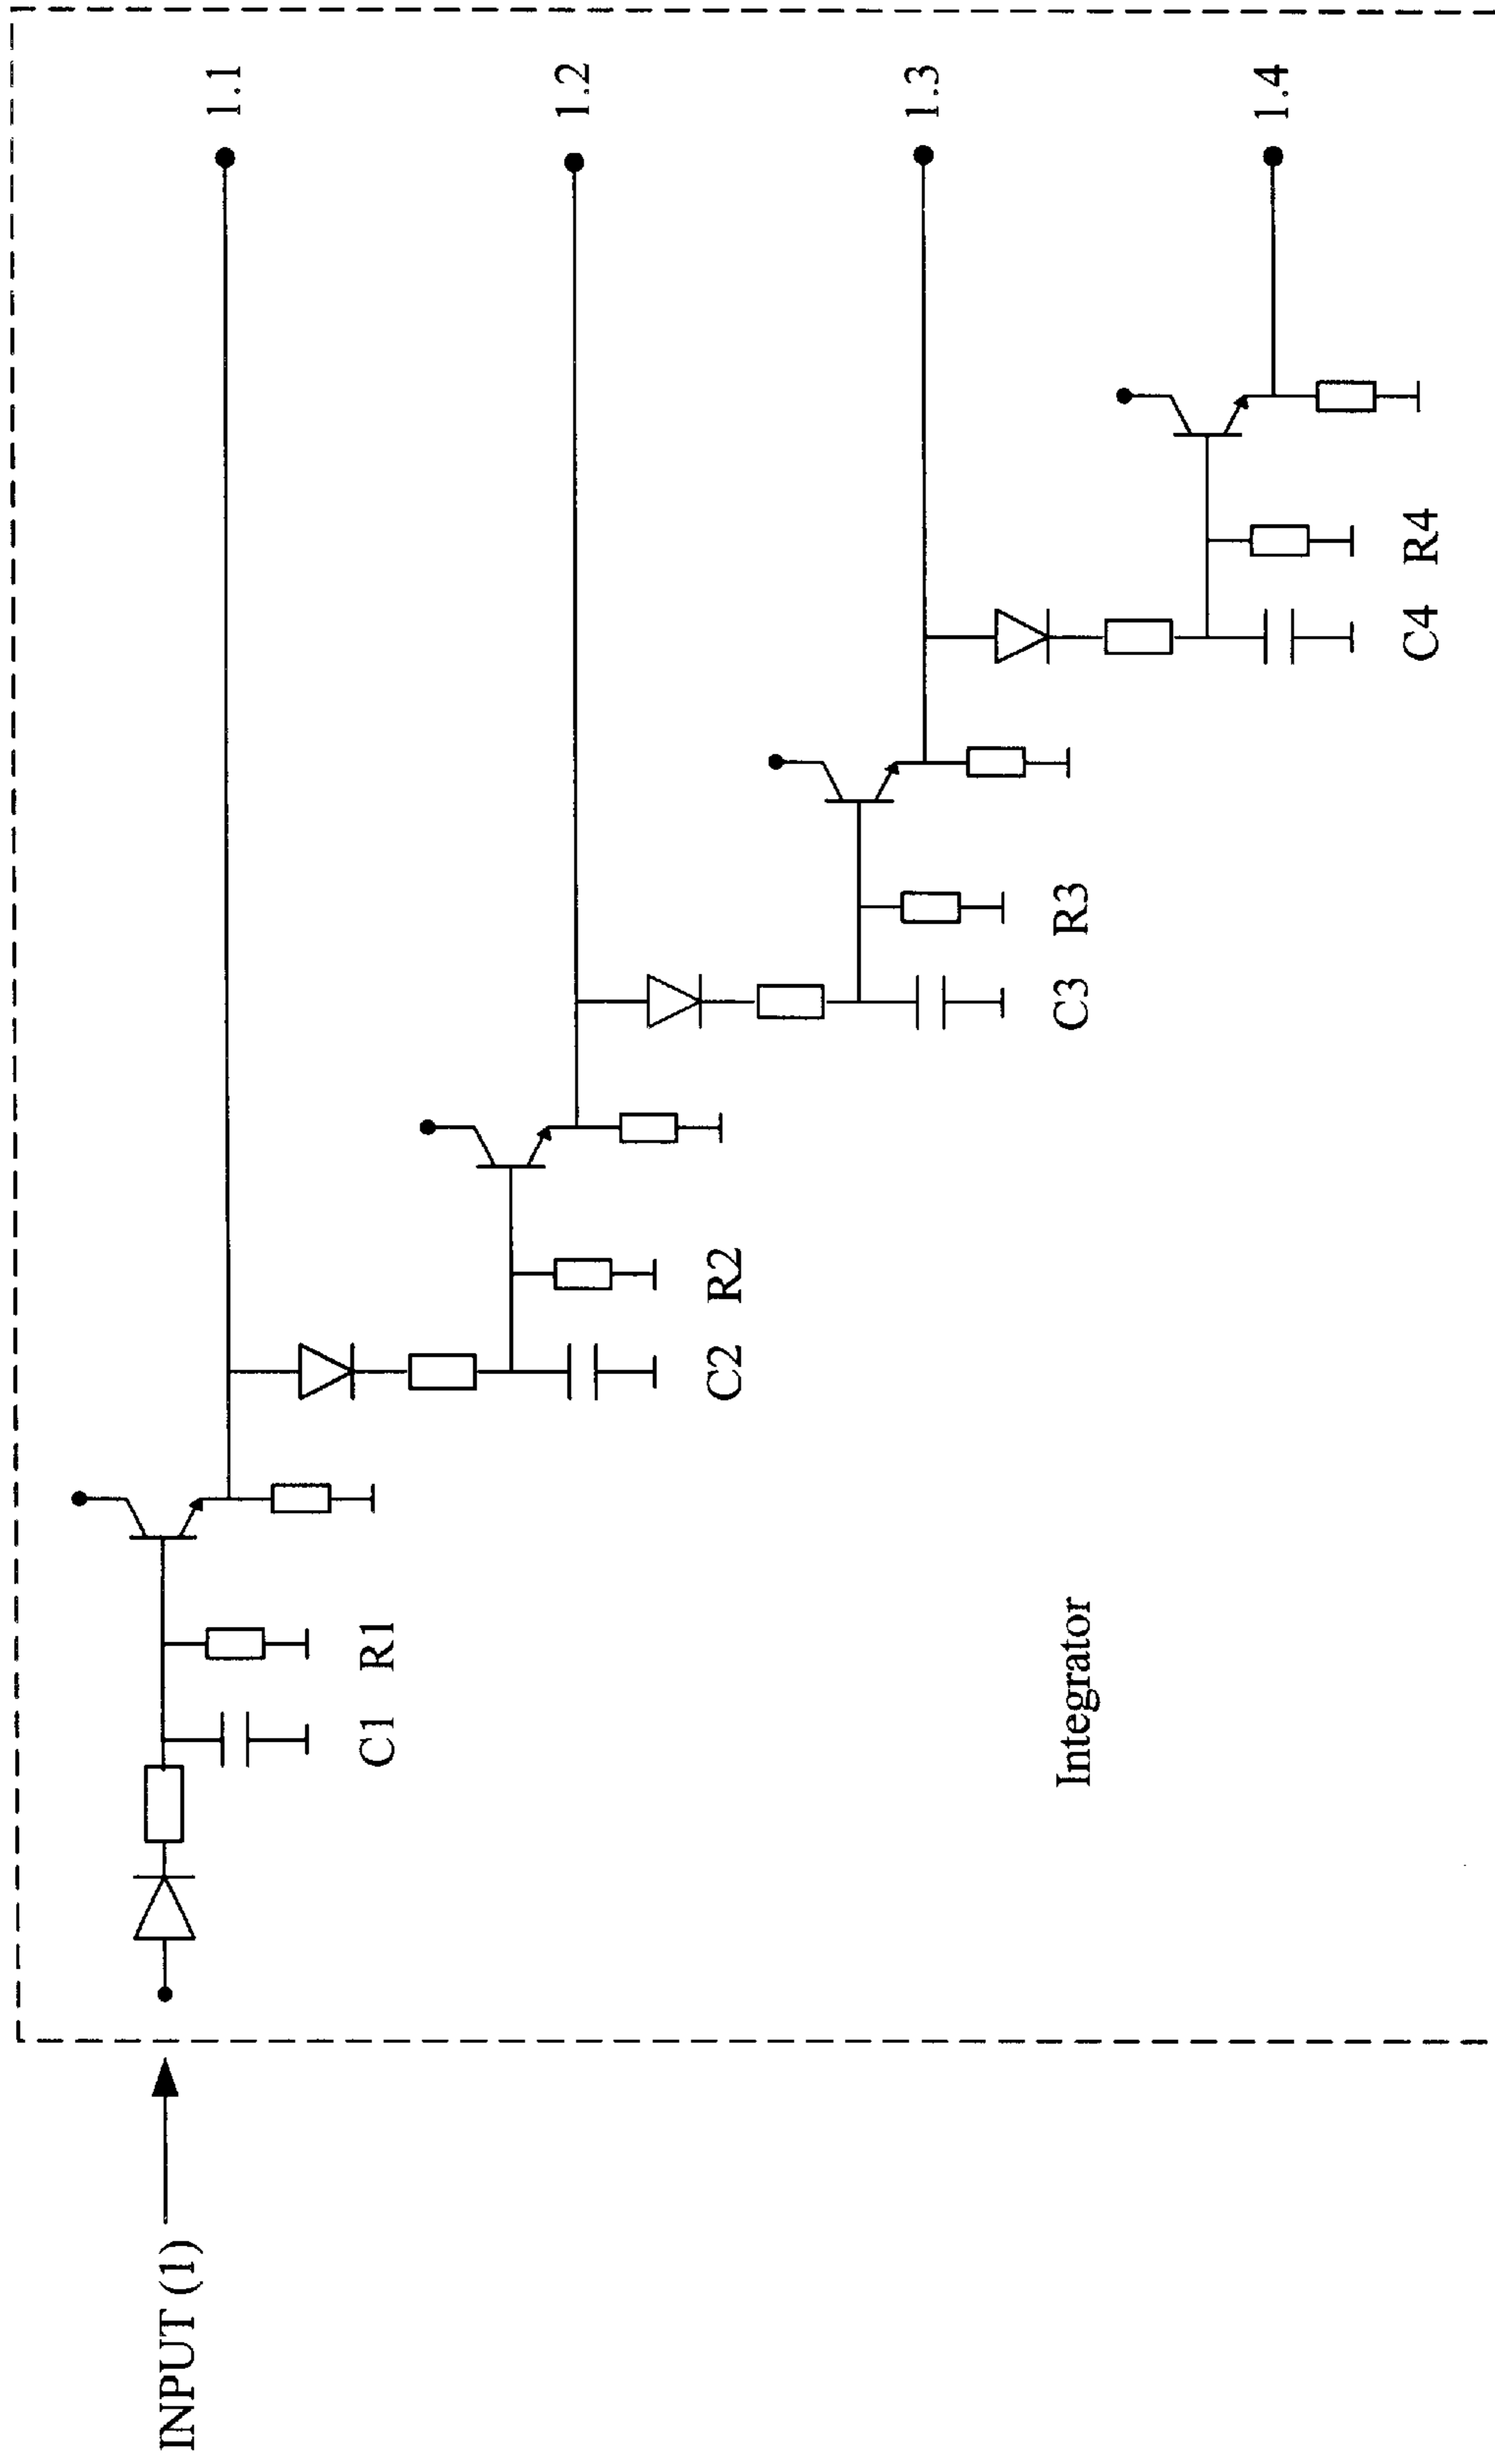 INPUT (1)
C1 R1
C2 R2
C3 R3
C4 R4
1.1
1.2
1.3
1.4
Integrator